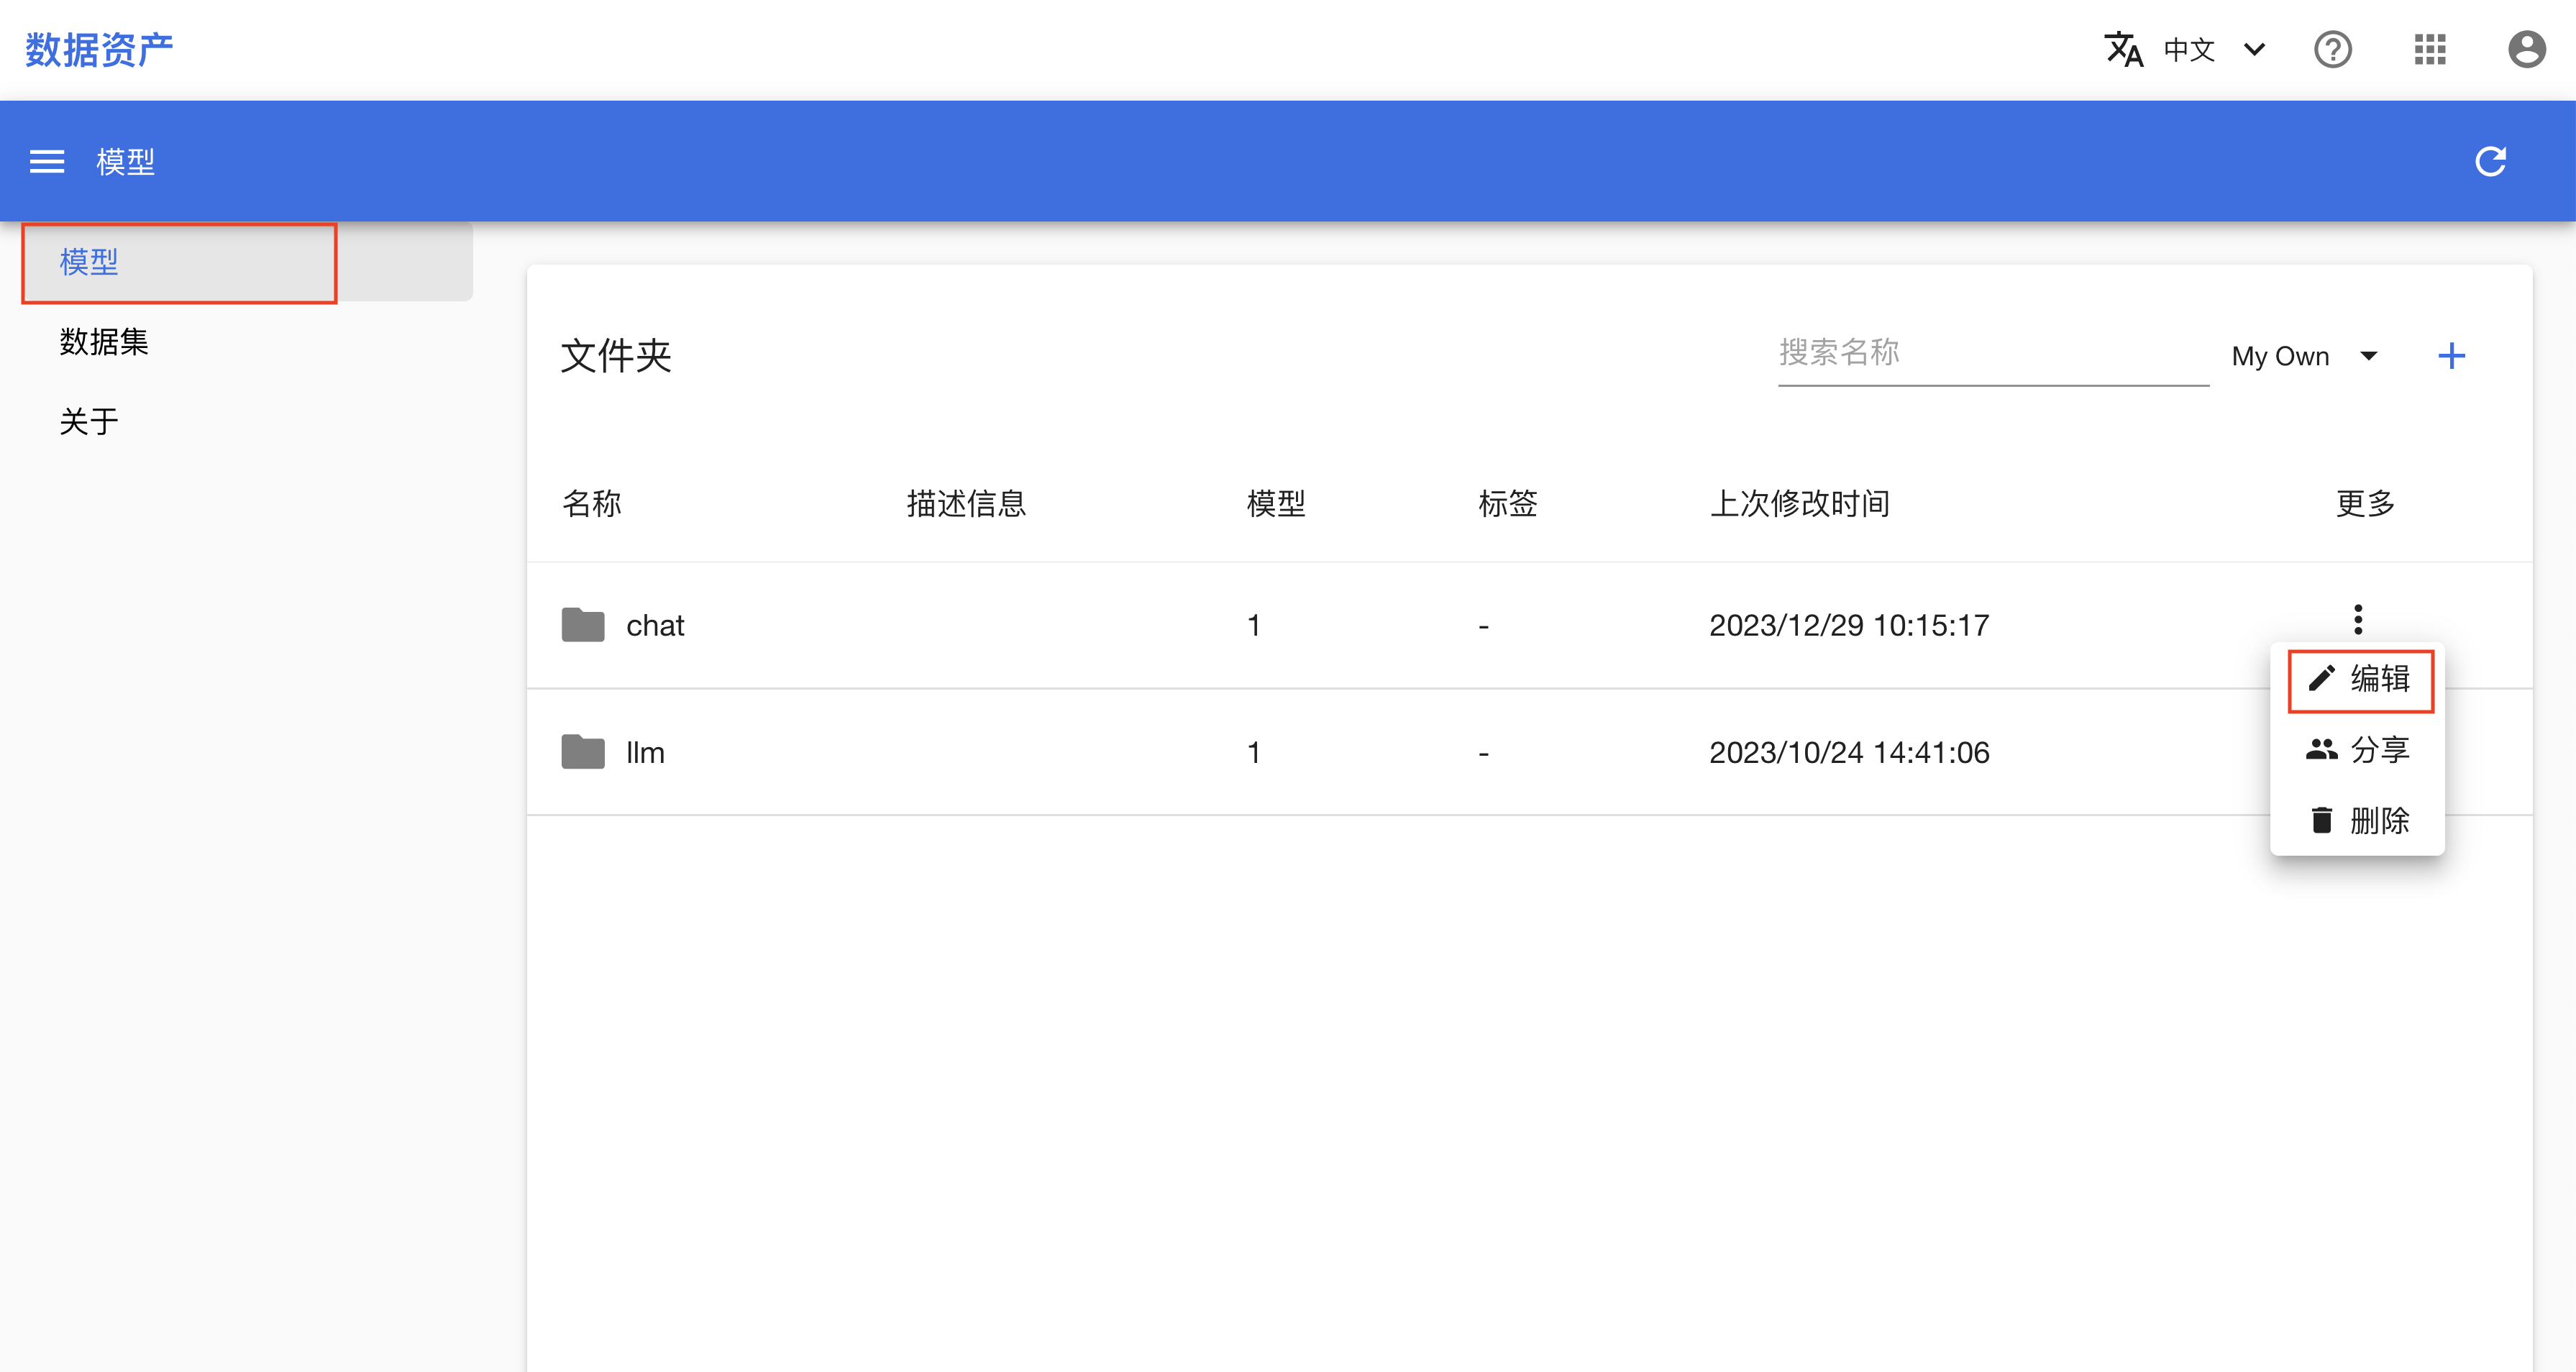 数据资产
中文
模型
模型
数据集
关于
文件夹
搜索名称
My Own
名称 描述信息 模型 标签 上次修改时间 更多
chat 1 - 2023/12/29 10:15:17
编辑
llm 1 - 2023/10/24 14:41:06
分享
删除